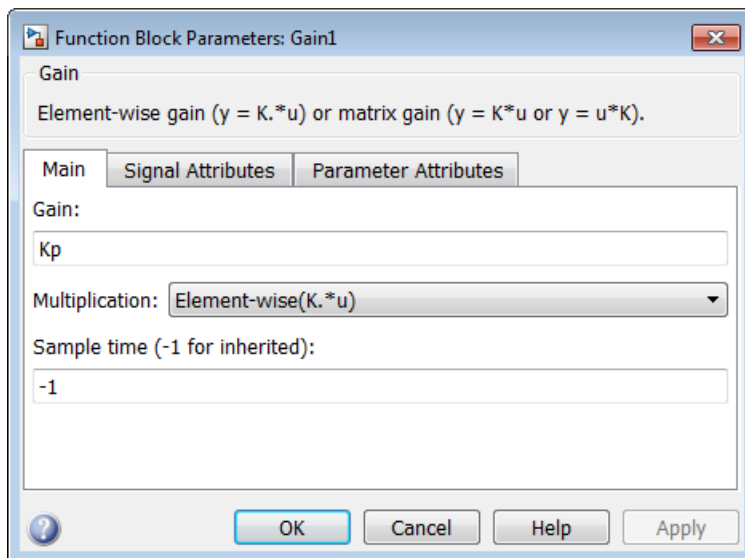 Function Block Parameters: Gain1
Gain
Element-wise gain (y = K.*u) or matrix gain (y = K*u or y = u*K).
Main Signal Attributes Parameter Attributes
Gain:
Kp
Multiplication: Element-wise(K.*u)
Sample time (-1 for inherited):
-1
? OK Cancel Help Apply